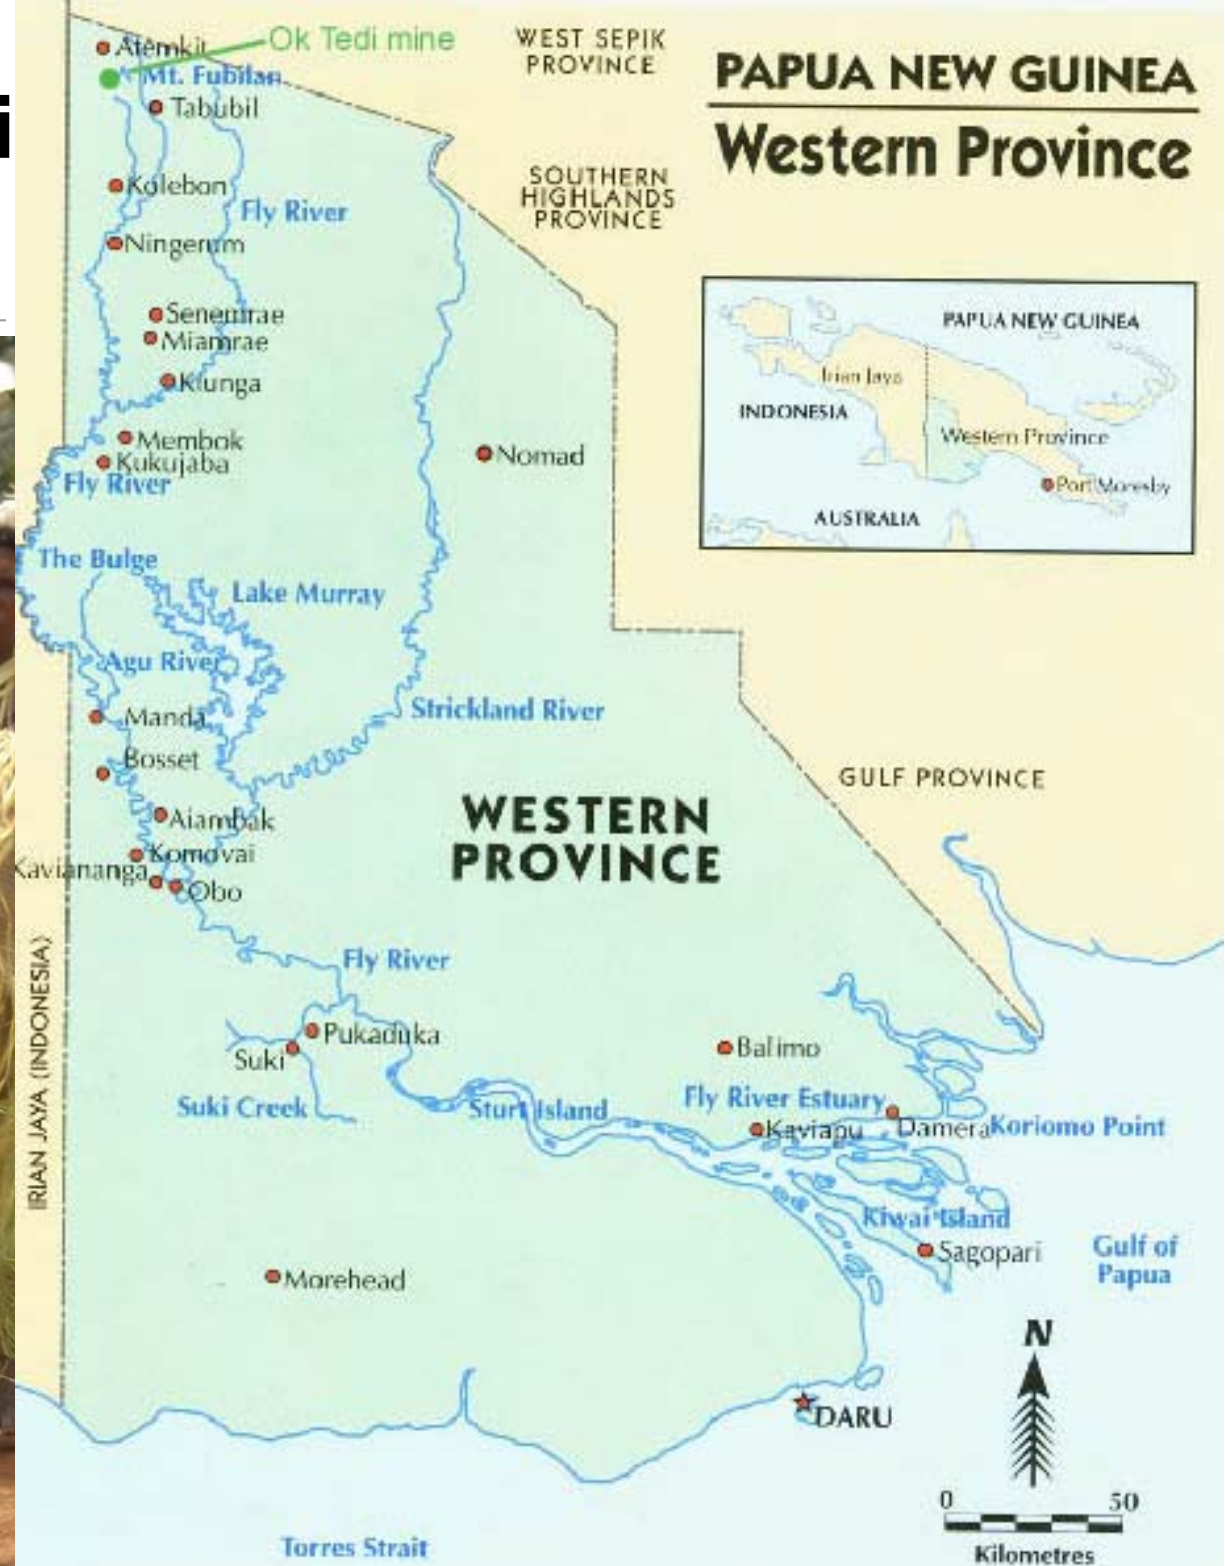 Atemkit
Ok Tedi mine
Mt. Fubilan
Tabubil
WEST SEPIK
PROVINCE
PAPUA NEW GUINEA
Western Province
SOUTHERN
HIGHLANDS
PROVINCE
Kolebon
Fly River
Ningerum
Senemrae
Miamrae
Kiunga
Membok
Kukujaba
Fly River
Nomad
PAPUA NEW GUINEA
Irian Jaya
INDONESIA
Western Province
Port Moresby
AUSTRALIA
The Bulge
Lake Murray
Agu River
Manda
Strickland River
Bosset
Aiambak
Komovai
Kaviananga
Obo
WESTERN
PROVINCE
GULF PROVINCE
IRIAN JAYA (INDONESIA)
Fly River
Pukaduka
Suki
Suki Creek
Sturt Island
Balimo
Fly River Estuary
Kaviapu
Damera
Koriomo Point
Kiwai Island
Sagopari
Gulf of
Papua
Morehead
N
DARU
0 50
Kilometres
Torres Strait